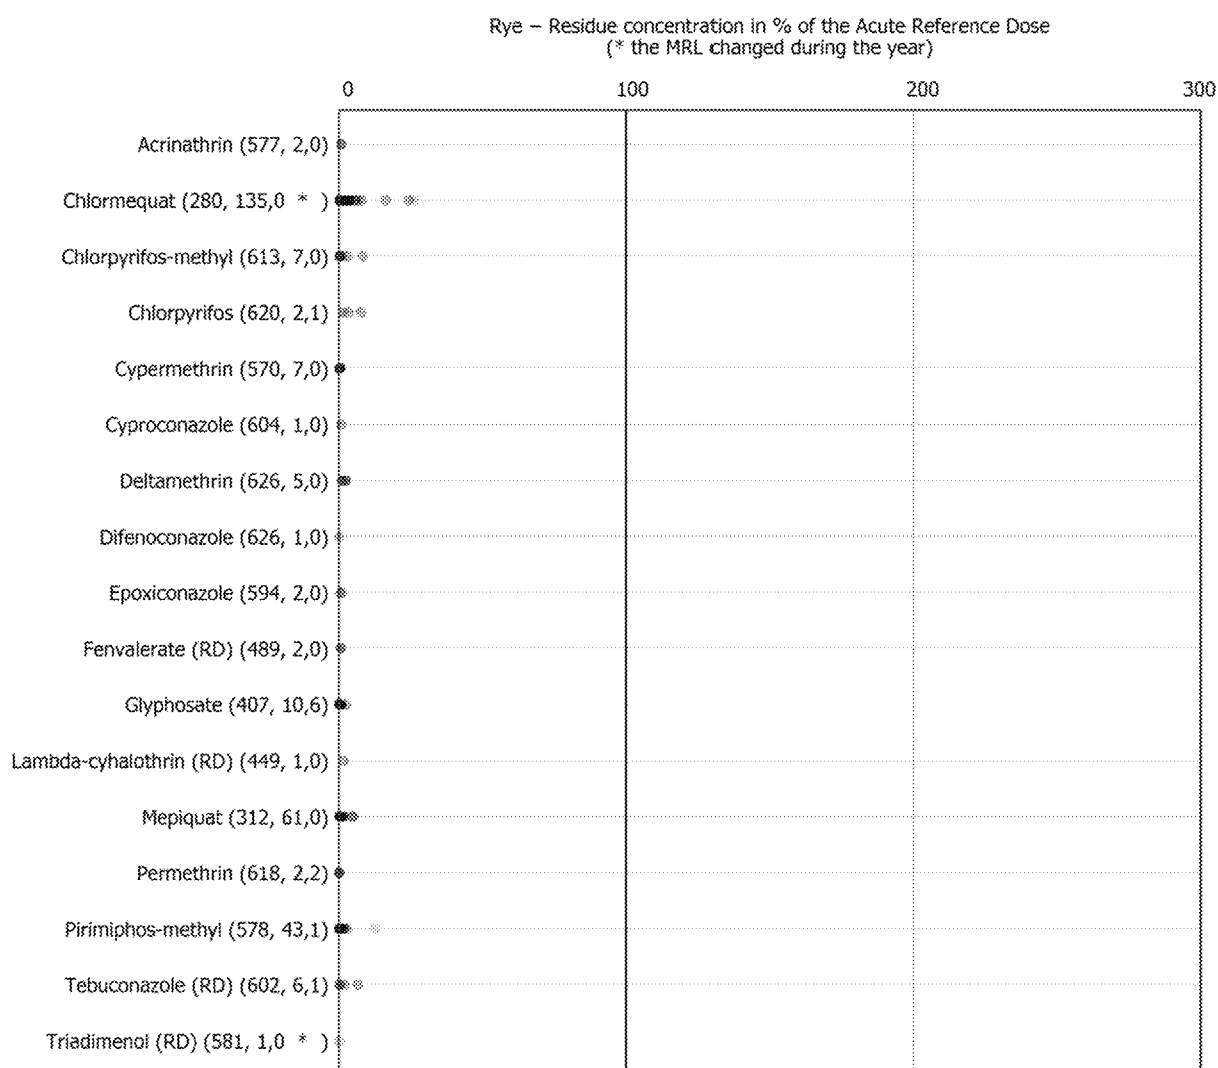 Rye – Residue concentration in % of the Acute Reference Dose
(* the MRL changed during the year)
0 100 200 300
Acrinathrin (577, 2,0)
Chlormequat (280, 135,0 * )
Chlorpyrifos-methyl (613, 7,0)
Chlorpyrifos (620, 2,1)
Cypermethrin (570, 7,0)
Cyproconazole (604, 1,0)
Deltamethrin (626, 5,0)
Difenoconazole (626, 1,0)
Epoxiconazole (594, 2,0)
Fenvalerate (RD) (489, 2,0)
Glyphosate (407, 10,6)
Lambda-cyhalothrin (RD) (449, 1,0)
Mepiquat (312, 61,0)
Permethrin (618, 2,2)
Pirimiphos-methyl (578, 43,1)
Tebuconazole (RD) (602, 6,1)
Triadimenol (RD) (581, 1,0 * )